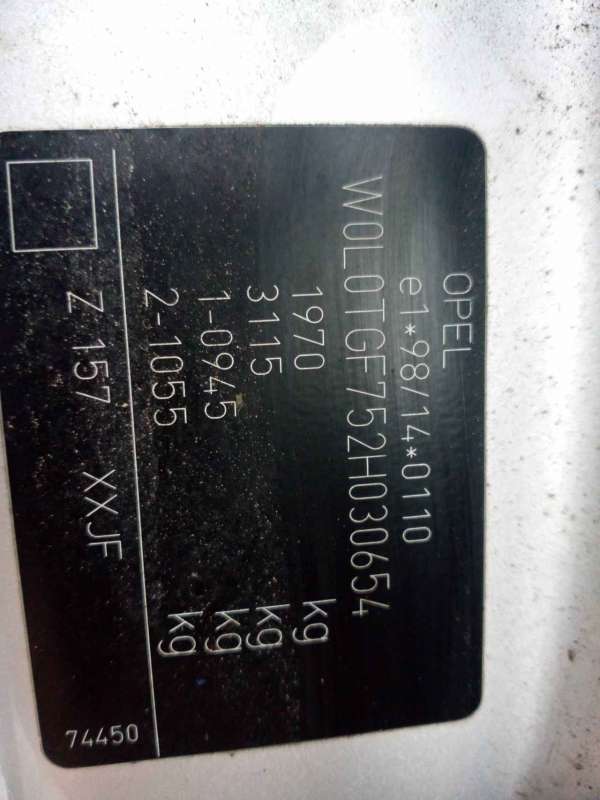 OPEL
e1*98/14*0110
W0L0TGF752H030654
1970 kg
3115 kg
1-0945 kg
2-1055 kg
Z 157 XXJF
74450